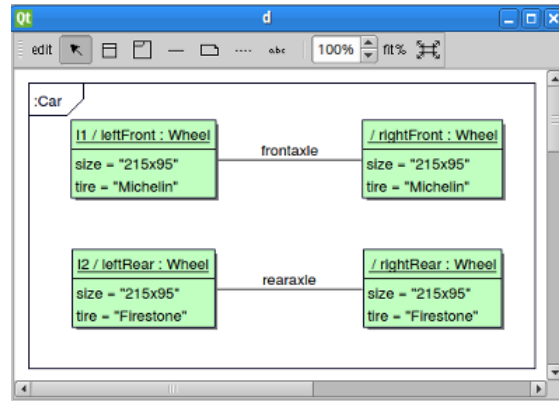 Qt d
edit abc 100% fit%
:Car
l1 / leftFront : Wheel
size = "215x95"
tire = "Michelin"
frontaxle
/ rightFront : Wheel
size = "215x95"
tire = "Michelin"
l2 / leftRear : Wheel
size = "215x95"
tire = "Firestone"
rearaxle
/ rightRear : Wheel
size = "215x95"
tire = "Firestone"